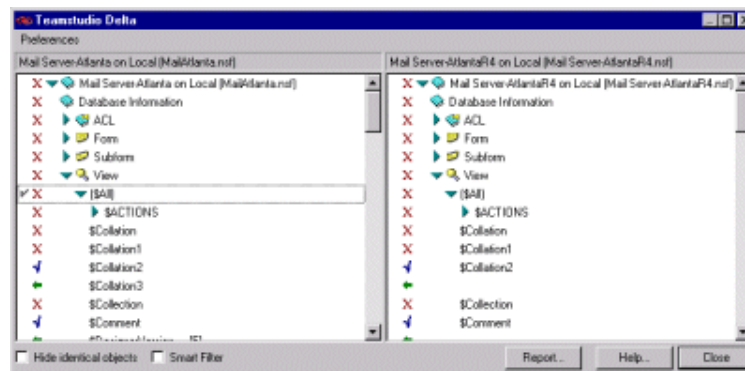 Teamstudio Delta
Preferences
Mail Server-Atlanta on Local (MailAtlanta.nsf)
Mail Server-AtlantaR4 on Local (Mail Server-AtlantaR4.nsf)
Mail Server-Atlanta on Local (MailAtlanta.nsf)
Database Information
ACL
Form
Subform
View
($All)
$ACTIONS
$Collation
$Collation1
$Collation2
$Collation3
$Collection
$Comment
Mail Server-AtlantaR4 on Local (Mail Server-AtlantaR4.nsf)
Database Information
ACL
Form
Subform
View
($All)
$ACTIONS
$Collation
$Collation1
$Collation2
$Collection
$Comment
Hide identical objects Smart Filter Report... Help... Close